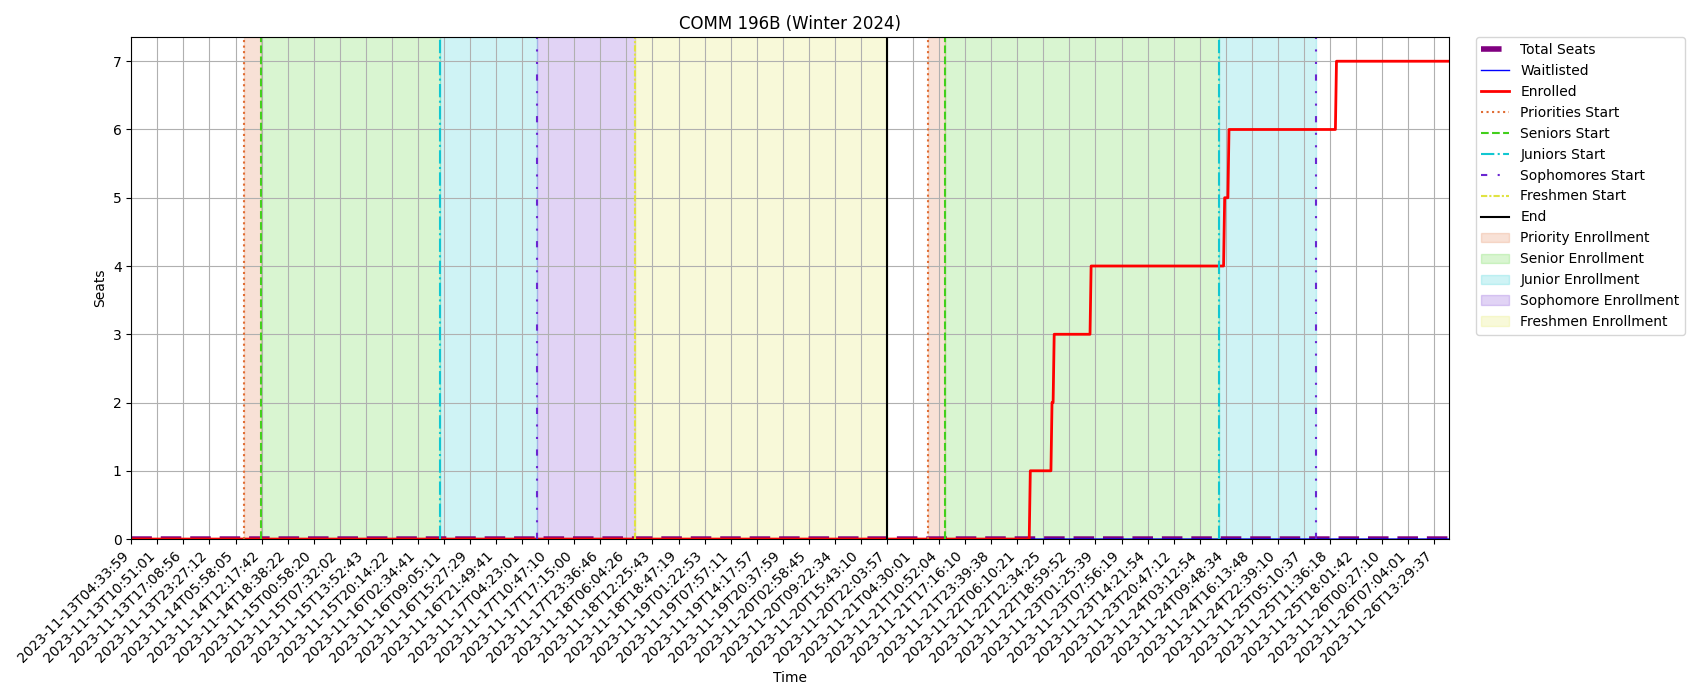 COMM 196B (Winter 2024)
Seats
7
6
5
4
3
2
1
0
2023-11-13T04:33:59
2023-11-13T10:51:01
2023-11-13T17:08:56
2023-11-13T23:27:12
2023-11-14T05:58:05
2023-11-14T12:17:42
2023-11-14T18:38:22
2023-11-15T00:58:20
2023-11-15T07:32:02
2023-11-15T13:52:43
2023-11-15T20:14:22
2023-11-16T02:34:41
2023-11-16T09:05:11
2023-11-16T15:27:29
2023-11-16T21:49:41
2023-11-17T04:23:01
2023-11-17T10:47:10
2023-11-17T17:15:00
2023-11-17T23:36:46
2023-11-18T06:04:26
2023-11-18T12:25:43
2023-11-18T18:47:19
2023-11-19T01:22:53
2023-11-19T07:57:11
2023-11-19T14:17:57
2023-11-19T20:37:59
2023-11-20T02:58:45
2023-11-20T09:22:34
2023-11-20T15:43:10
2023-11-20T22:03:57
2023-11-21T04:30:01
2023-11-21T10:52:04
2023-11-21T17:16:10
2023-11-21T23:39:38
2023-11-22T06:10:21
2023-11-22T12:34:25
2023-11-22T18:59:52
2023-11-23T01:25:39
2023-11-23T07:56:19
2023-11-23T14:21:54
2023-11-23T20:47:12
2023-11-24T03:12:54
2023-11-24T09:48:34
2023-11-24T16:13:48
2023-11-24T22:39:10
2023-11-25T05:10:37
2023-11-25T11:36:18
2023-11-25T18:01:42
2023-11-26T00:27:10
2023-11-26T07:04:01
2023-11-26T13:29:37
Time
Total Seats
Waitlisted
Enrolled
Priorities Start
Seniors Start
Juniors Start
Sophomores Start
Freshmen Start
End
Priority Enrollment
Senior Enrollment
Junior Enrollment
Sophomore Enrollment
Freshmen Enrollment